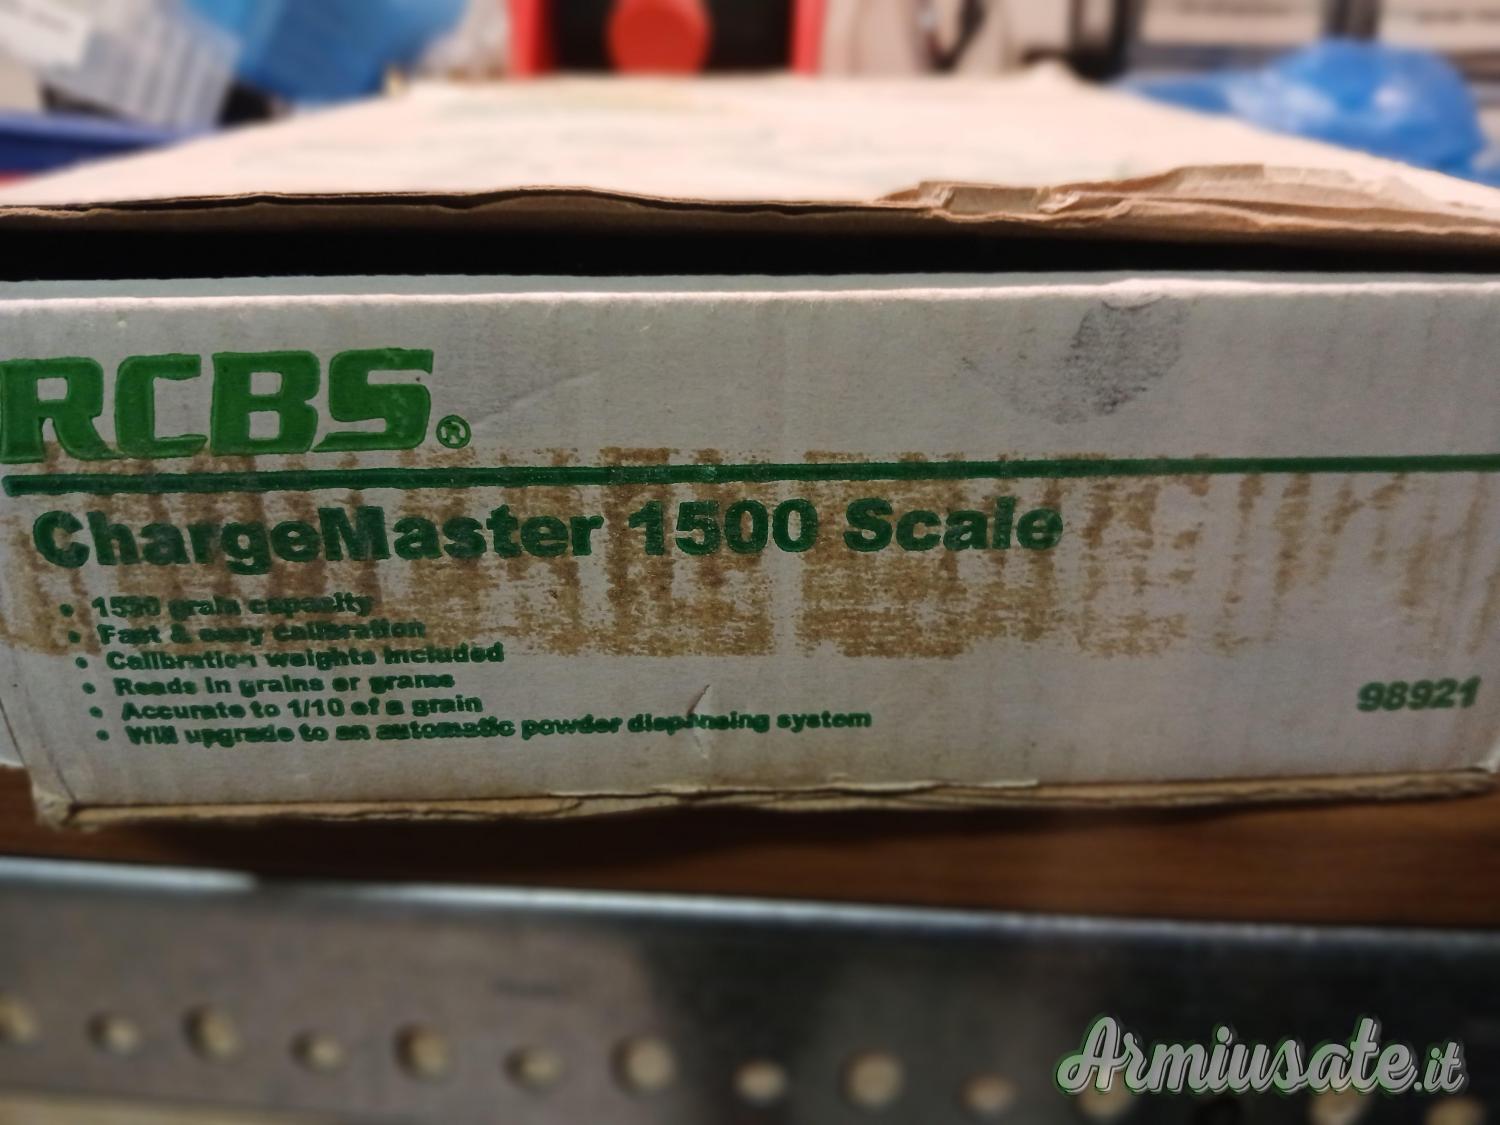 RCBS®
ChargeMaster 1500 Scale
• 1500 grain capacity
• Fast & easy calibration
• Calibration weights included
• Reads in grains or grams
• Accurate to 1/10 of a grain
• Will upgrade to an automatic powder dispensing system
98921
Armiusate.it